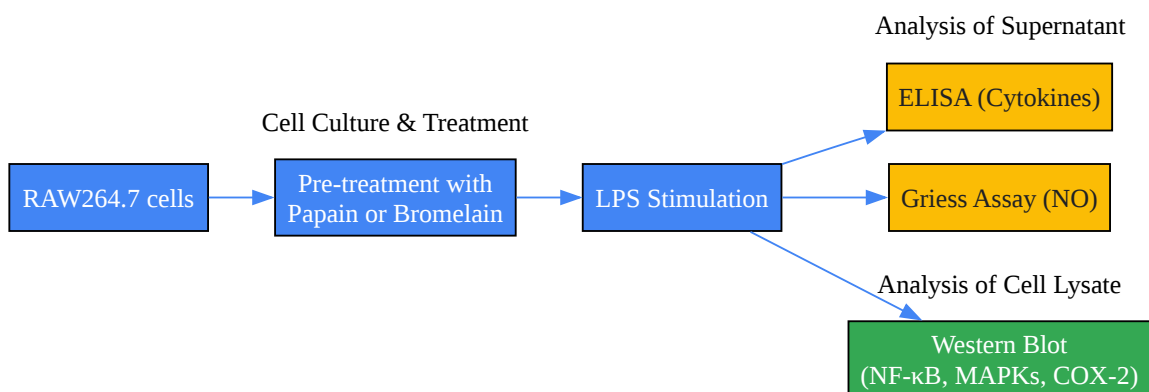 Analysis of Supernatant
ELISA (Cytokines)
Cell Culture & Treatment
RAW264.7 cells
Pre-treatment with
Papain or Bromelain
LPS Stimulation
Griess Assay (NO)
Analysis of Cell Lysate
Western Blot
(NF-κB, MAPKs, COX-2)